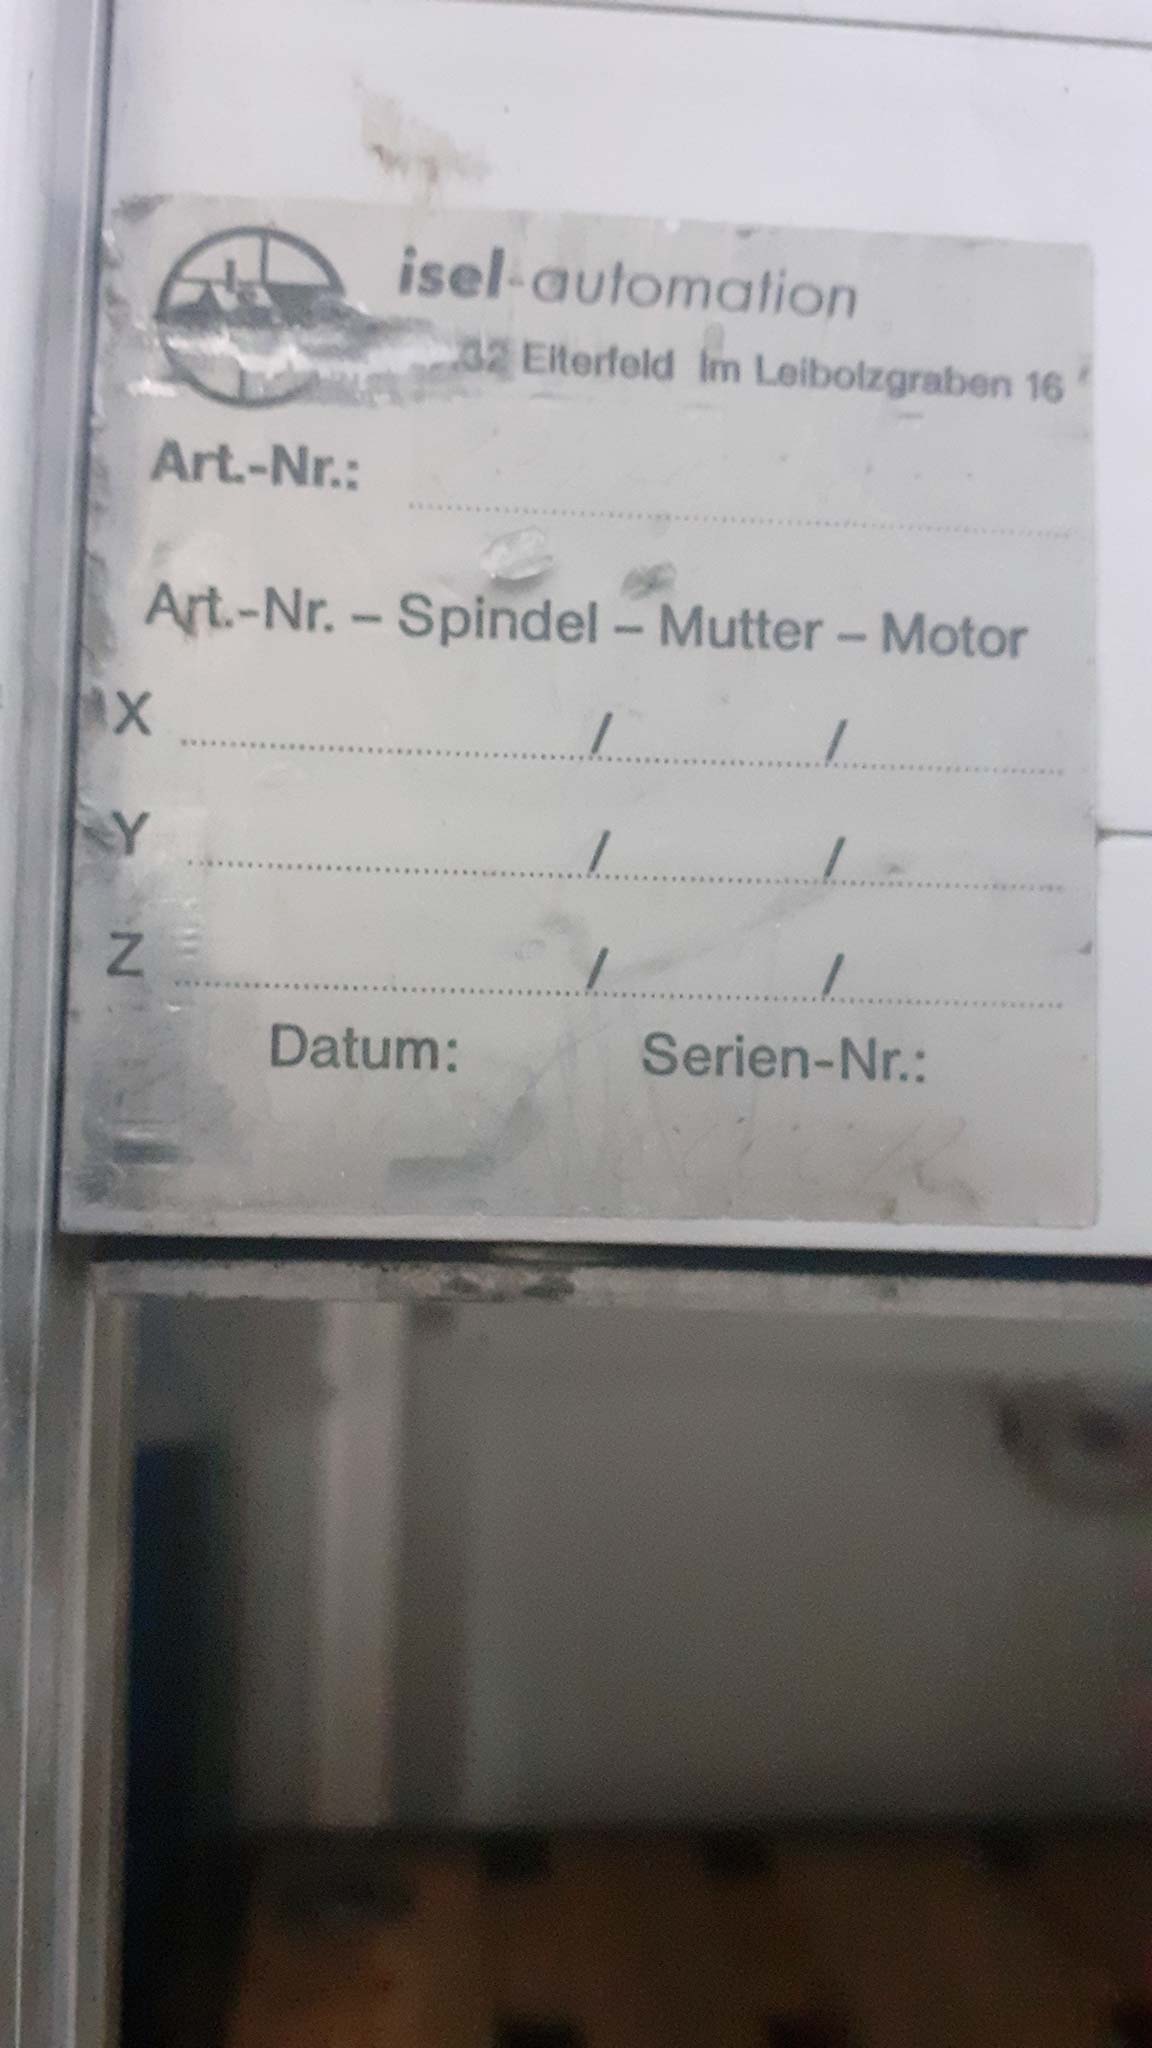 isel-automation
32 Eiterfeld Im Leibolzgraben 16
Art.-Nr.:
Art.-Nr. – Spindel – Mutter – Motor
X ........ / ........ / ........
Y ........ / ........ / ........
Z ........ / ........ / ........
Datum: Serien-Nr.: